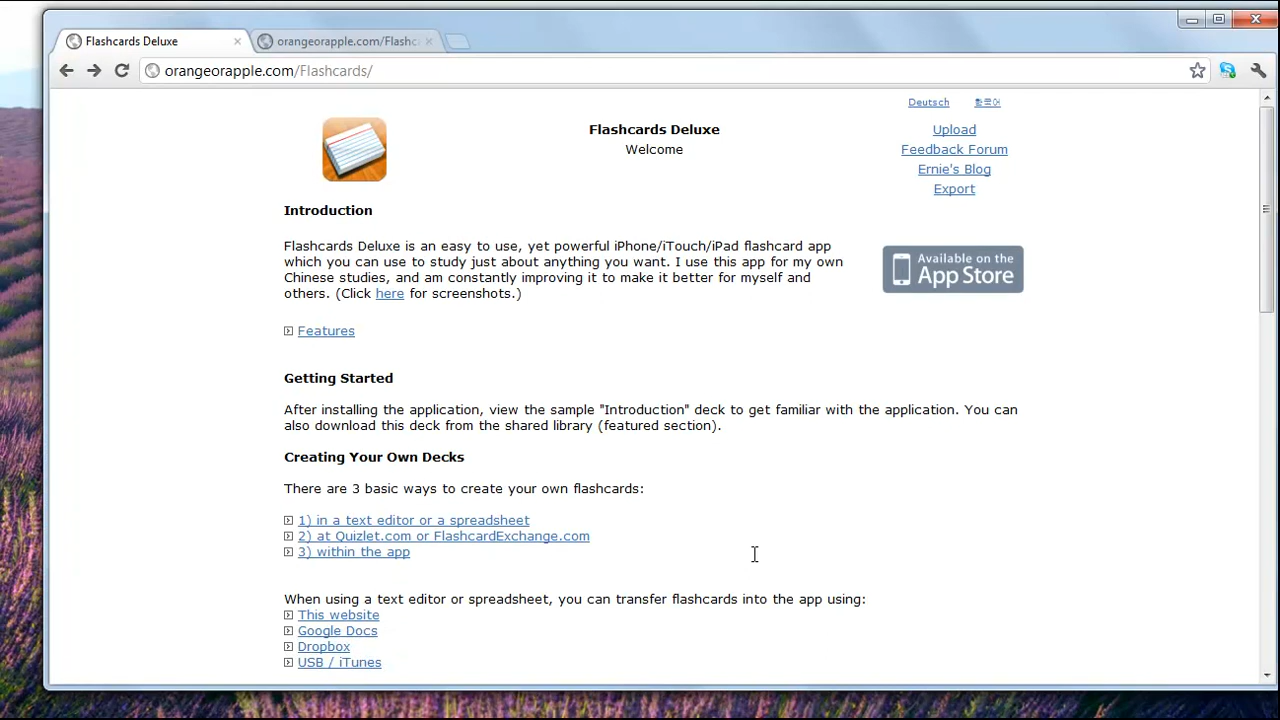 Flashcards Deluxe
orangeorapple.com/Flashc
orangeorapple.com/Flashcards/
Deutsch 한국어
Flashcards Deluxe
Welcome
Upload
Feedback Forum
Ernie's Blog
Export
Introduction
Flashcards Deluxe is an easy to use, yet powerful iPhone/iTouch/iPad flashcard app
which you can use to study just about anything you want. I use this app for my own
Chinese studies, and am constantly improving it to make it better for myself and
others. (Click here for screenshots.)
Available on the
App Store
Features
Getting Started
After installing the application, view the sample "Introduction" deck to get familiar with the application. You can
also download this deck from the shared library (featured section).
Creating Your Own Decks
There are 3 basic ways to create your own flashcards:
1) in a text editor or a spreadsheet
2) at Quizlet.com or FlashcardExchange.com
3) within the app
When using a text editor or spreadsheet, you can transfer flashcards into the app using:
This website
Google Docs
Dropbox
USB / iTunes